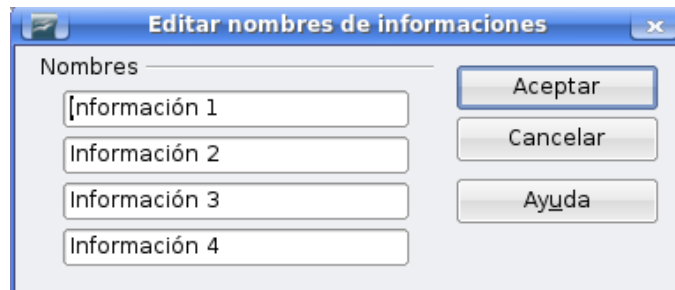 Editar nombres de informaciones
Nombres
Información 1
Información 2
Información 3
Información 4
Aceptar
Cancelar
Ayuda